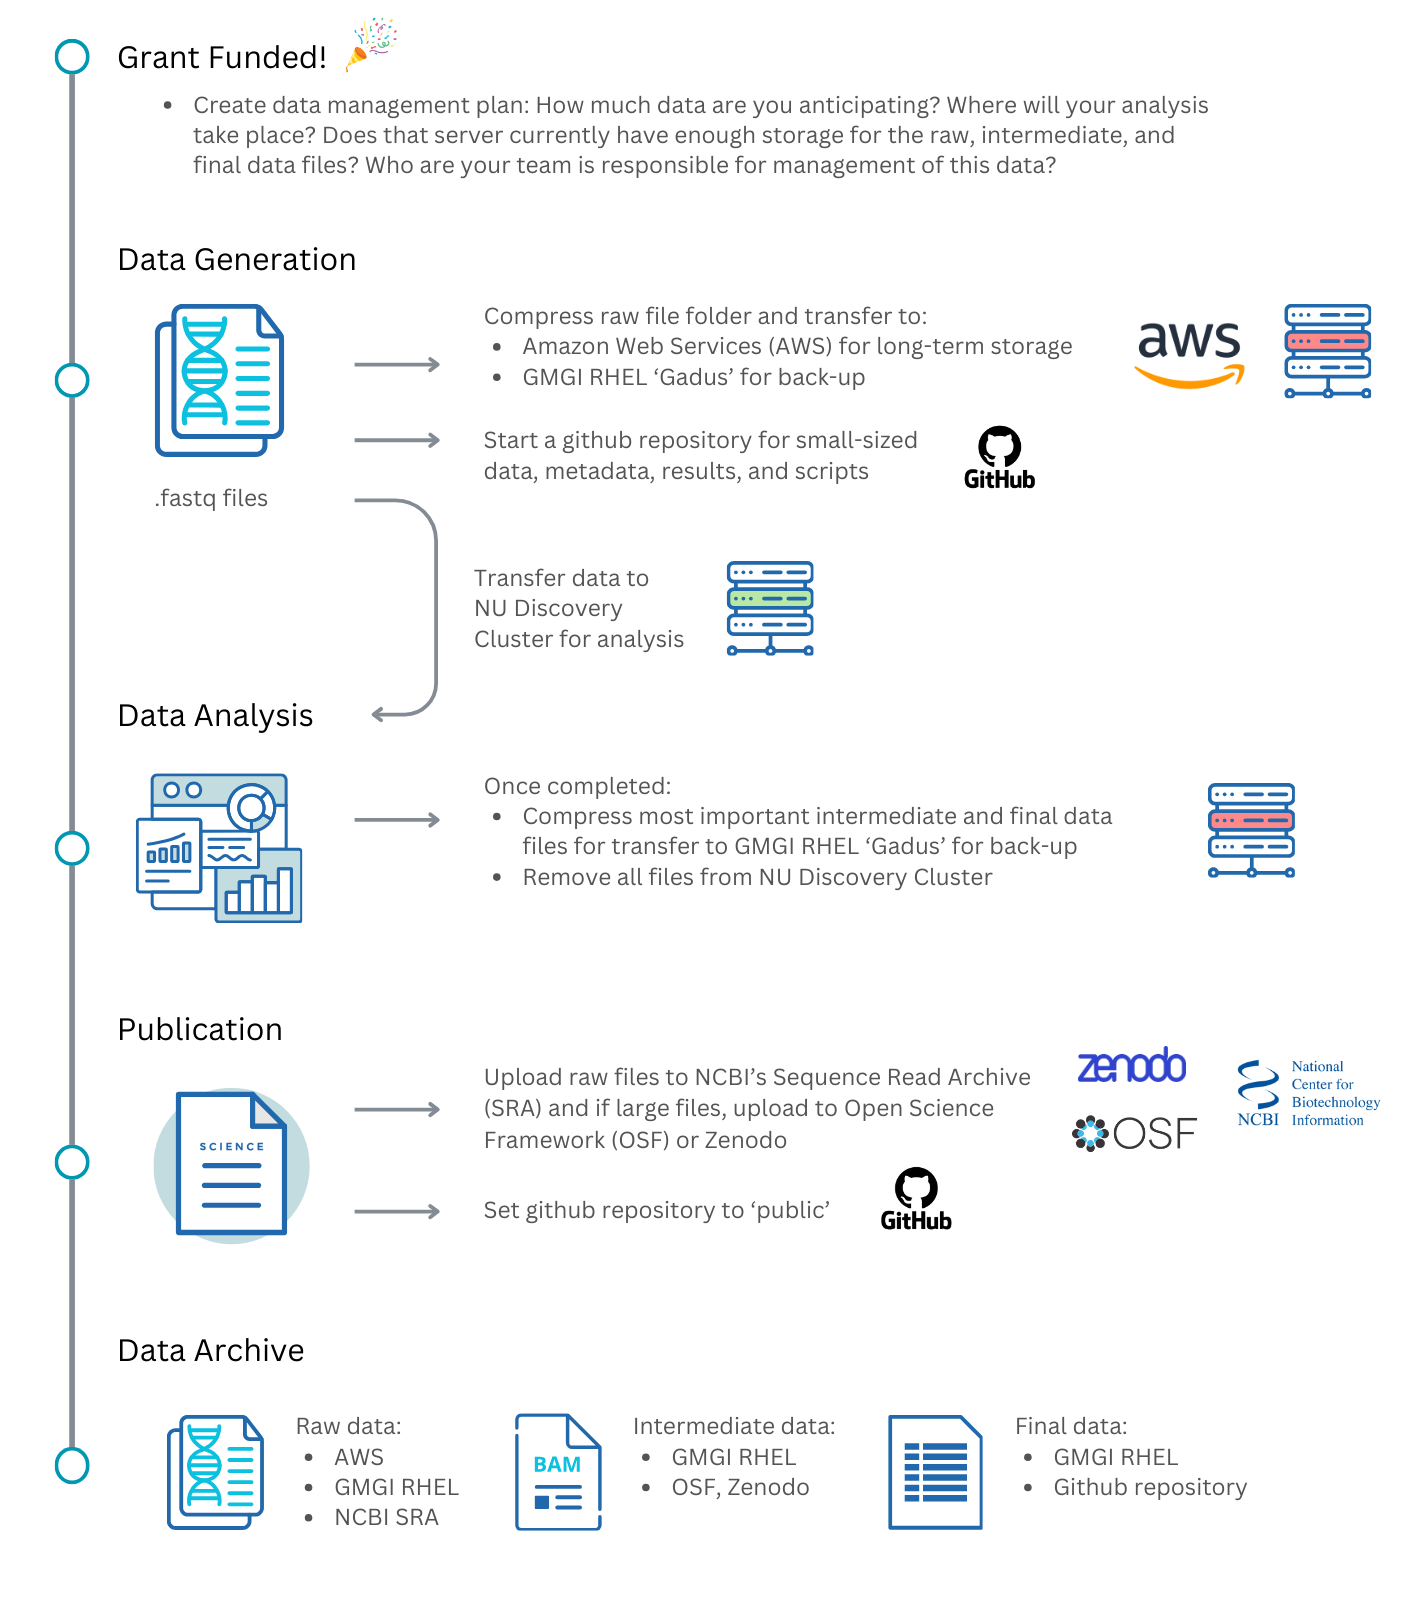 Grant Funded!
• Create data management plan: How much data are you anticipating? Where will your analysis
take place? Does that server currently have enough storage for the raw, intermediate, and
final data files? Who are your team is responsible for management of this data?
Data Generation
.fastq files
Compress raw file folder and transfer to:
• Amazon Web Services (AWS) for long-term storage
• GMGI RHEL ‘Gadus’ for back-up
aws
Start a github repository for small-sized
data, metadata, results, and scripts
GitHub
Transfer data to
NU Discovery
Cluster for analysis
Data Analysis
Once completed:
• Compress most important intermediate and final data
files for transfer to GMGI RHEL ‘Gadus’ for back-up
• Remove all files from NU Discovery Cluster
Publication
SCIENCE
Upload raw files to NCBI’s Sequence Read Archive
(SRA) and if large files, upload to Open Science
Framework (OSF) or Zenodo
zenodo
OSF
NCBI
National
Center for
Biotechnology
Information
Set github repository to ‘public’
GitHub
Data Archive
Raw data:
• AWS
• GMGI RHEL
• NCBI SRA
BAM
Intermediate data:
• GMGI RHEL
• OSF, Zenodo
Final data:
• GMGI RHEL
• Github repository